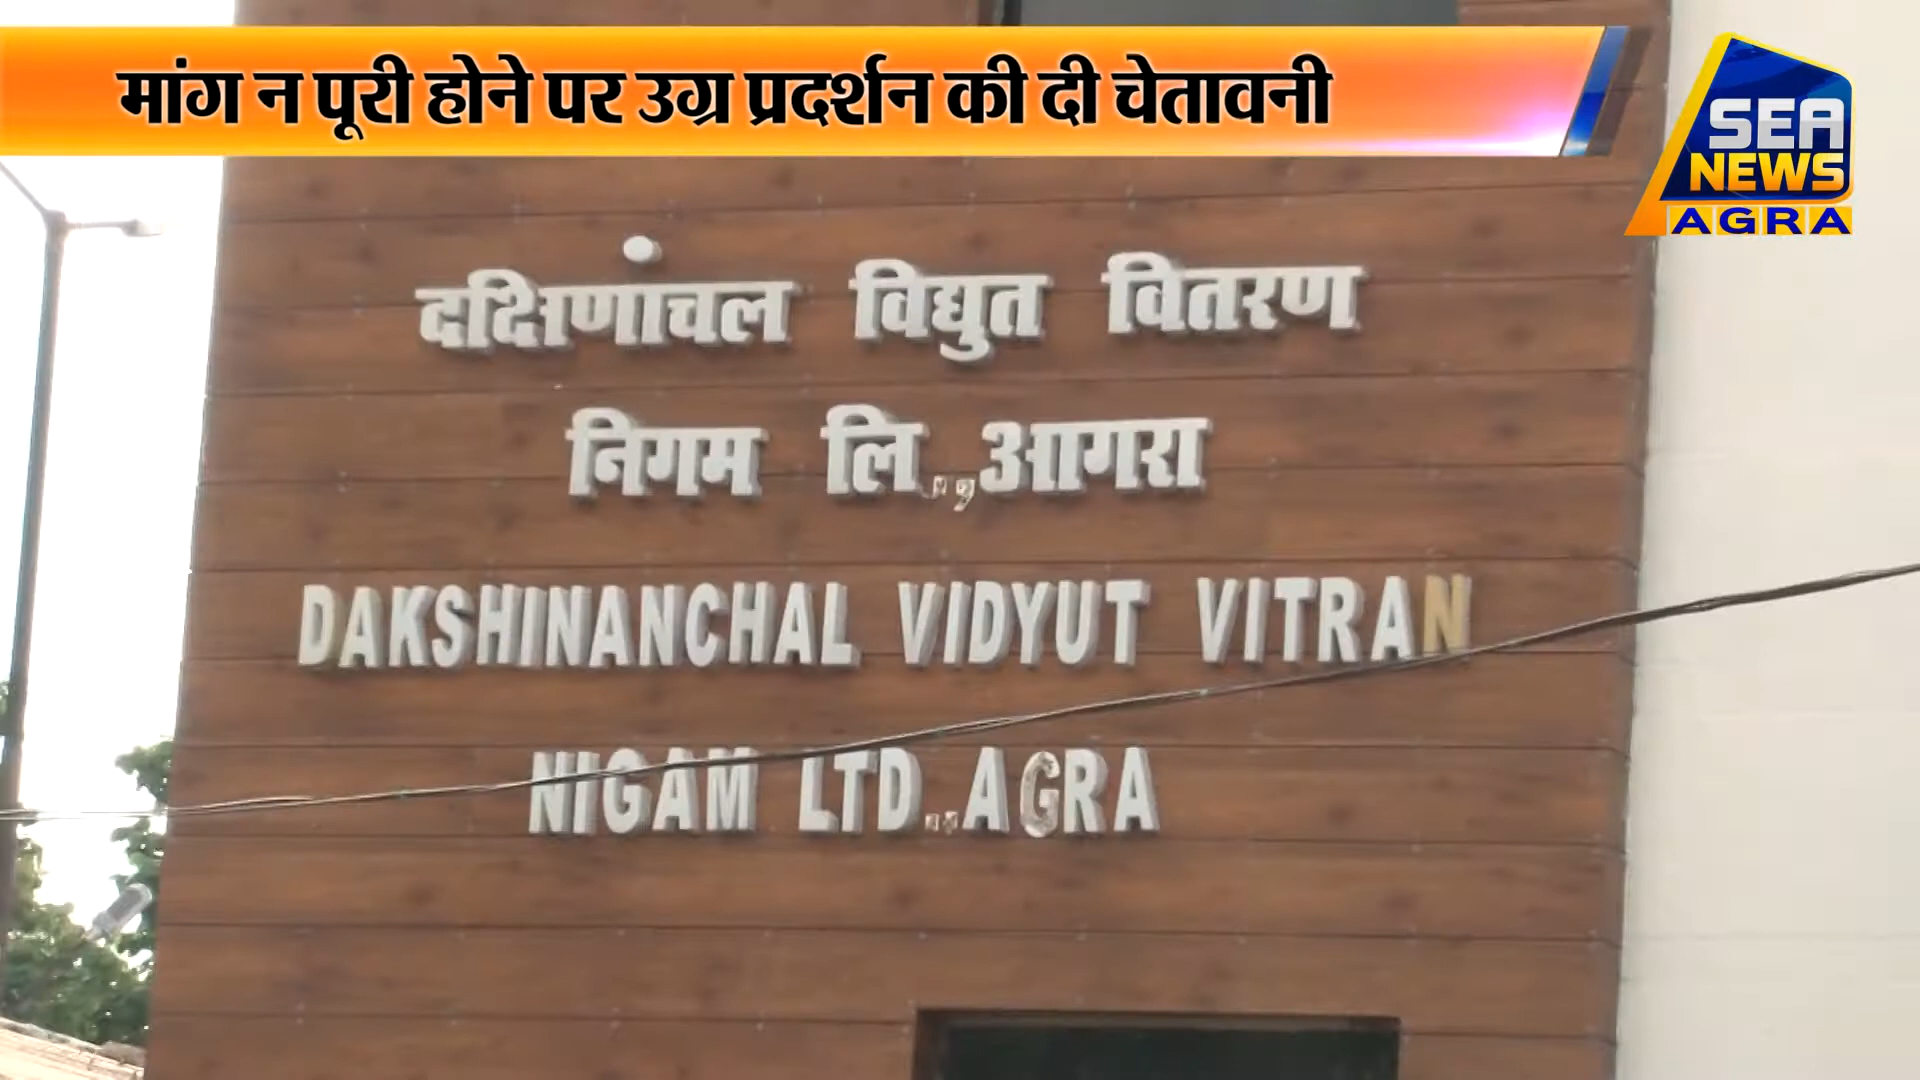 मांग न पूरी होने पर उग्र प्रदर्शन की दी चेतावनी
SEA
NEWS
AGRA
दक्षिणांचल विद्युत वितरण
निगम लि.,,आगरा
DAKSHINANCHAL VIDYUT VITRAN
NIGAM LTD.,,AGRA